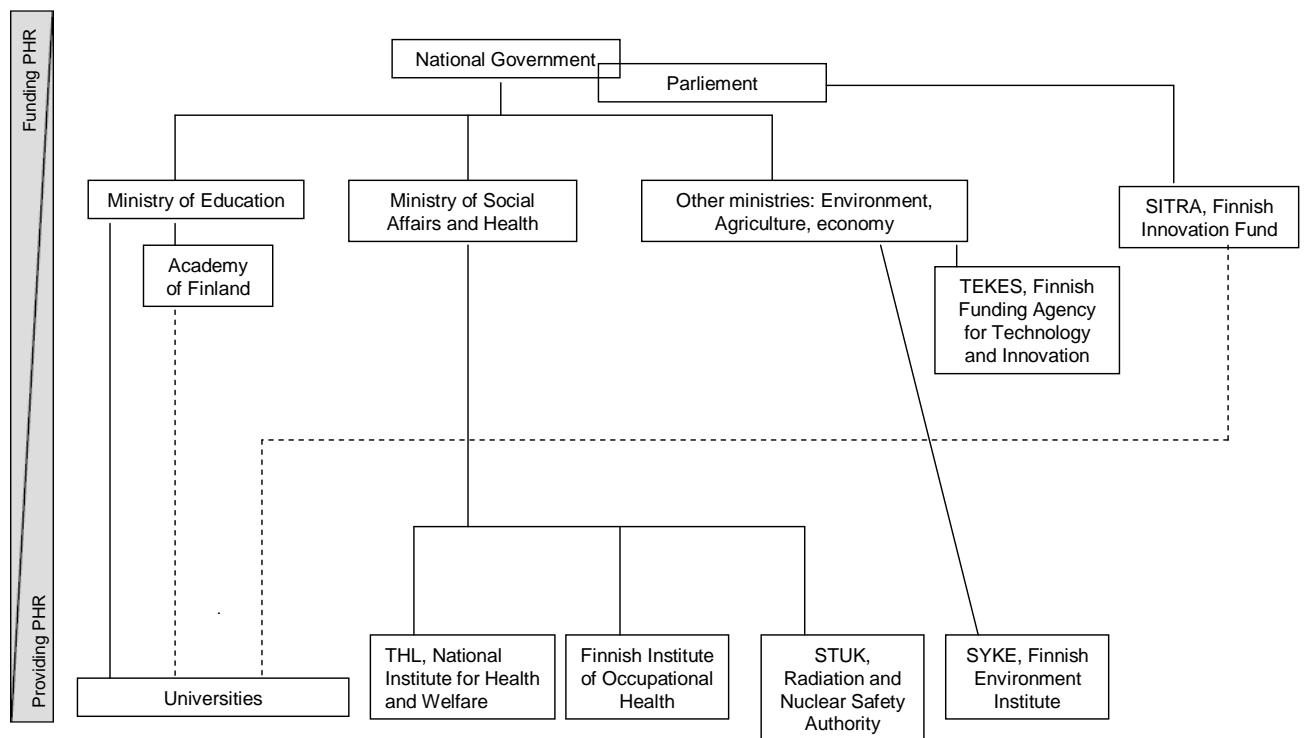 Funding PHR
National Government
Parliement
Ministry of Education
Ministry of Social
Affairs and Health
Other ministries: Environment,
Agriculture, economy
SITRA, Finnish
Innovation Fund
Academy
of Finland
TEKES, Finnish
Funding Agency
for Technology
and Innovation
Providing PHR
Universities
THL, National
Institute for Health
and Welfare
Finnish Institute
of Occupational
Health
STUK,
Radiation and
Nuclear Safety
Authority
SYKE, Finnish
Environment
Institute